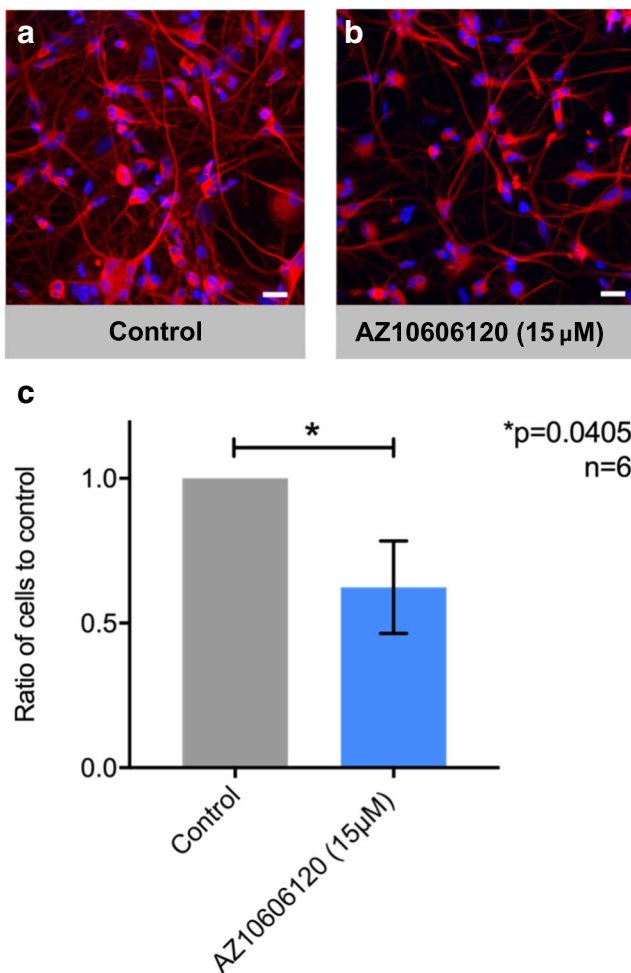 a
b
Control
AZ10606120 (15 µM)
c
*
*p=0.0405
n=6
Ratio of cells to control
1.0
0.5
0.0
Control
AZ10606120 (15µM)